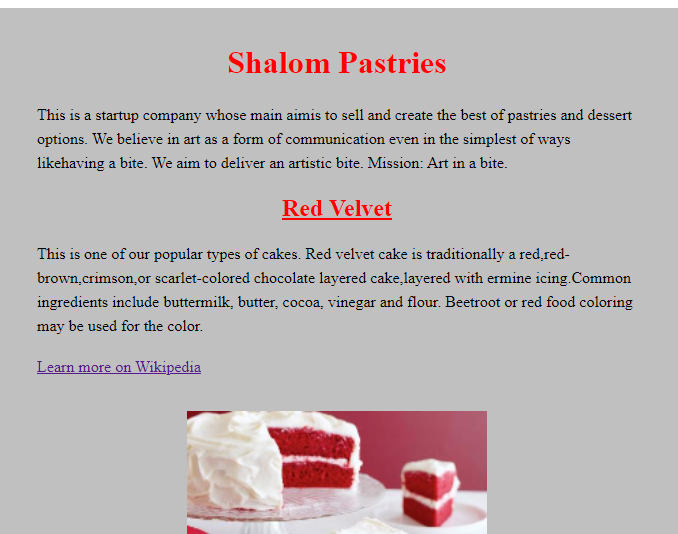 Shalom Pastries
This is a startup company whose main aimis to sell and create the best of pastries and dessert
options. We believe in art as a form of communication even in the simplest of ways
likehaving a bite. We aim to deliver an artistic bite. Mission: Art in a bite.
Red Velvet
This is one of our popular types of cakes. Red velvet cake is traditionally a red,red-
brown,crimson,or scarlet-colored chocolate layered cake,layered with ermine icing.Common
ingredients include buttermilk, butter, cocoa, vinegar and flour. Beetroot or red food coloring
may be used for the color.
Learn more on Wikipedia